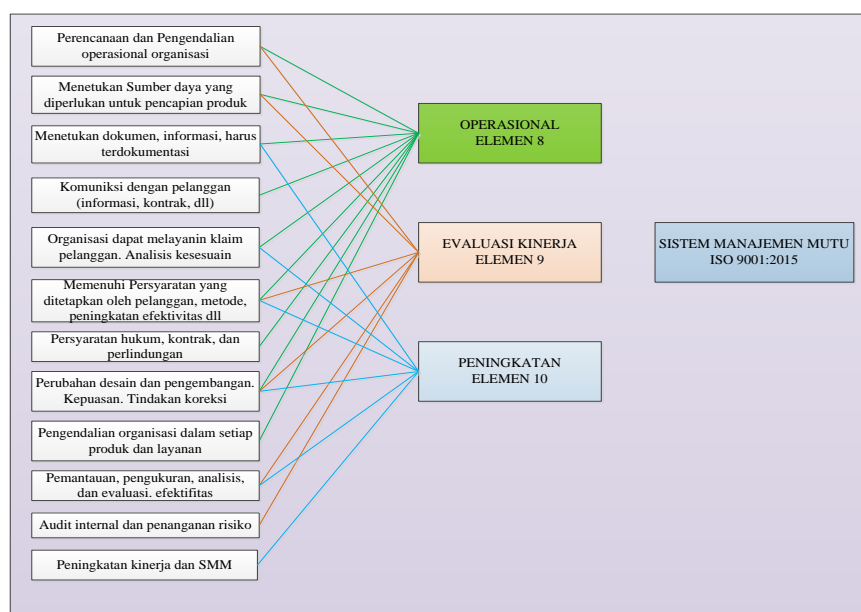 Perencanaan dan Pengendalian
operasional organisasi
Menetukan Sumber daya yang
diperlukan untuk pencapian produk
Menetukan dokumen, informasi, harus
terdokumentasi
Komuniksi dengan pelanggan
(informasi, kontrak, dll)
Organisasi dapat melayanin klaim
pelanggan. Analisis kesesuain
Memenuhi Persyaratan yang
ditetapkan oleh pelanggan, metode,
peningkatan efektivitas dll
Persyaratan hukum, kontrak, dan
perlindungan
Perubahan desain dan pengembangan.
Kepuasan. Tindakan koreksi
Pengendalian organisasi dalam setiap
produk dan layanan
Pemantauan, pengukuran, analisis,
dan evaluasi. efektifitas
Audit internal dan penanganan risiko
Peningkatan kinerja dan SMM
OPERASIONAL
ELEMEN 8
EVALUASI KINERJA
ELEMEN 9
PENINGKATAN
ELEMEN 10
SISTEM MANAJEMEN MUTU
ISO 9001:2015